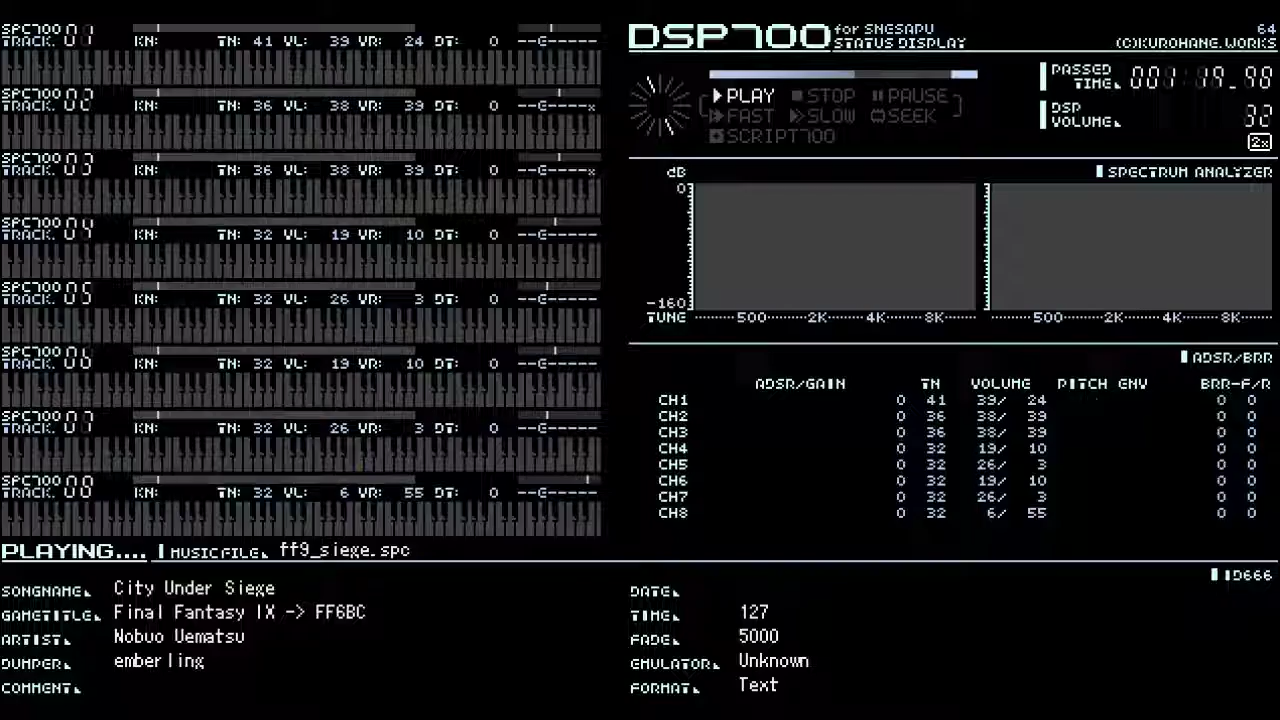 SPC700 TRACK. 01 KN: TN: 41 VL: 39 VR: 24 DT: 0 --G-----
SPC700 TRACK. 02 KN: TN: 36 VL: 38 VR: 39 DT: 0 --G----x
SPC700 TRACK. 03 KN: TN: 36 VL: 38 VR: 39 DT: 0 --G----x
SPC700 TRACK. 04 KN: TN: 32 VL: 19 VR: 10 DT: 0 --G-----
SPC700 TRACK. 05 KN: TN: 32 VL: 26 VR: 3 DT: 0 --G-----
SPC700 TRACK. 06 KN: TN: 32 VL: 19 VR: 10 DT: 0 --G-----
SPC700 TRACK. 07 KN: TN: 32 VL: 26 VR: 3 DT: 0 --G-----
SPC700 TRACK. 08 KN: TN: 32 VL: 6 VR: 55 DT: 0 --G-----
DSP700 for SNESAPU 64
STATUS DISPLAY (C)KUROHANE.WORKS
PLAY STOP PAUSE
FAST SLOW SEEK
SCRIPT700
PASSED TIME.
DSP VOLUME. 32
2x
dB SPECTRUM ANALYZER
0
-160
TUNE 500 2K 4K 8K 500 2K 4K 8K
ADSR/BRR
ADSR/GAIN TN VOLUME PITCH ENV BRR-F/R
CH1 0 41 39/ 24 0 0
CH2 0 36 38/ 39 0 0
CH3 0 36 38/ 39 0 0
CH4 0 32 19/ 10 0 0
CH5 0 32 26/ 3 0 0
CH6 0 32 19/ 10 0 0
CH7 0 32 26/ 3 0 0
CH8 0 32 6/ 55 0 0
PLAYING.... MUSICFILE. ff9_siege.spc
ID666
SONGNAME. City Under Siege
GAMETITLE. Final Fantasy IX -> FF6BC
ARTIST. Nobuo Uematsu
DUMPER. emberling
COMMENT.
DATE.
TIME. 127
FADE. 5000
EMULATOR. Unknown
FORMAT. Text